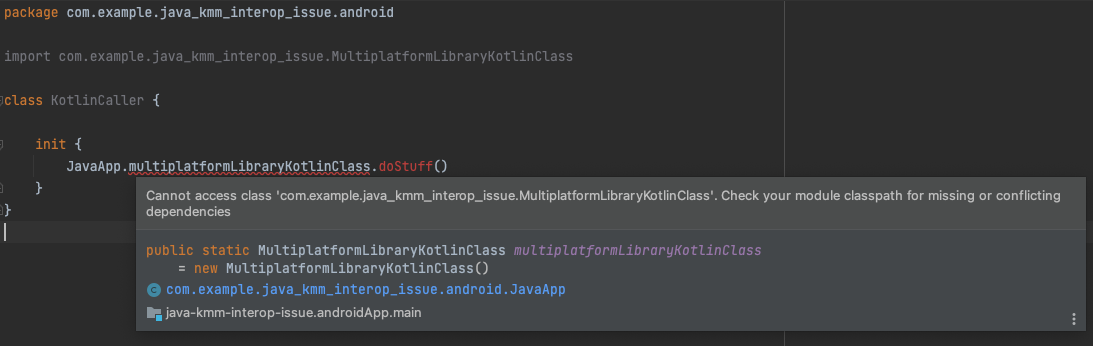 package com.example.java_kmm_interop_issue.android
import com.example.java_kmm_interop_issue.MultiplatformLibraryKotlinClass
class KotlinCaller {
init {
JavaApp.multiplatformLibraryKotlinClass.doStuff()
}
}
Cannot access class 'com.example.java_kmm_interop_issue.MultiplatformLibraryKotlinClass'. Check your module classpath for missing or conflicting
dependencies
public static MultiplatformLibraryKotlinClass multiplatformLibraryKotlinClass
= new MultiplatformLibraryKotlinClass()
C com.example.java_kmm_interop_issue.android.JavaApp
java-kmm-interop-issue.androidApp.main